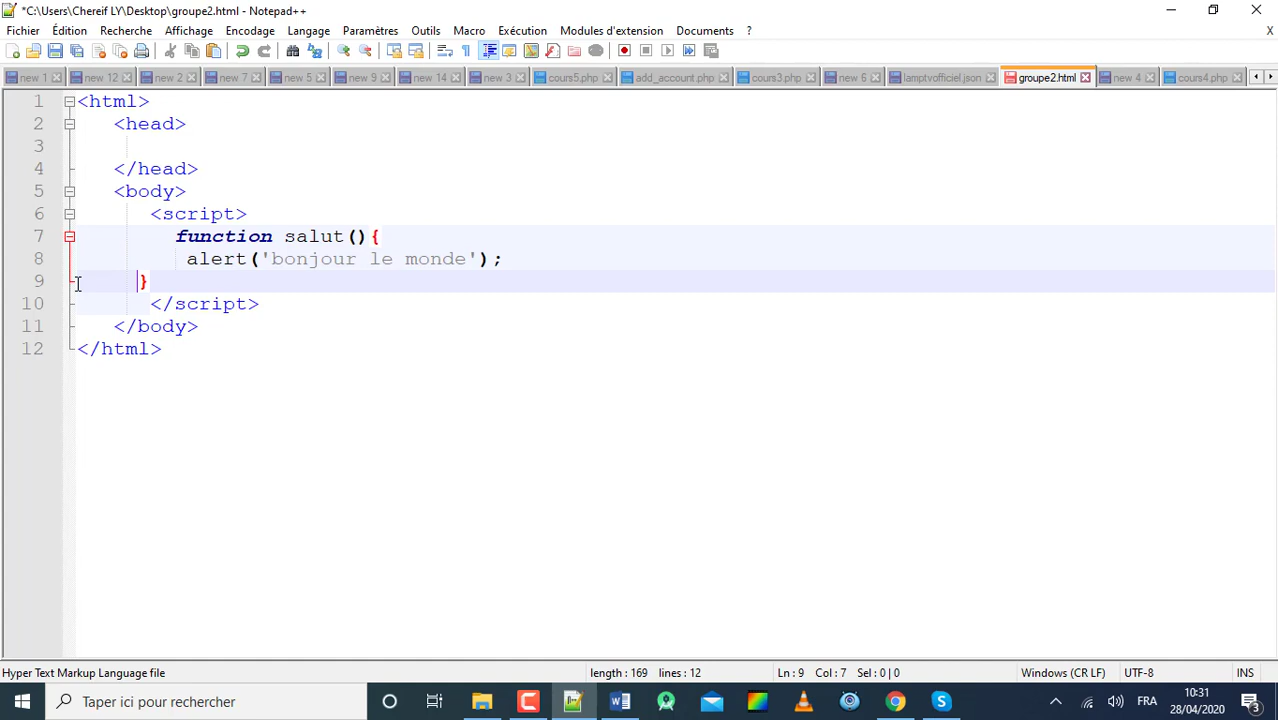 *C:\Users\Chereif LY\Desktop\groupe2.html - Notepad++
Fichier Édition Recherche Affichage Encodage Langage Paramètres Outils Macro Exécution Modules d'extension Documents ? X
new 1 new 12 new 2 new 7 new 5 new 9 new 14 new 3 cours5.php add_account.php cours3.php new 6 lamptvofficiel.json groupe2.html new 4 cours4.php
1 <html>
2 <head>
3
4 </head>
5 <body>
6 <script>
7 function salut(){
8 alert('bonjour le monde');
9 }
10 </script>
11 </body>
12 </html>
Hyper Text Markup Language file length : 169 lines : 12 Ln : 9 Col : 7 Sel : 0 | 0 Windows (CR LF) UTF-8 INS
Taper ici pour rechercher FRA 10:31
28/04/2020 3